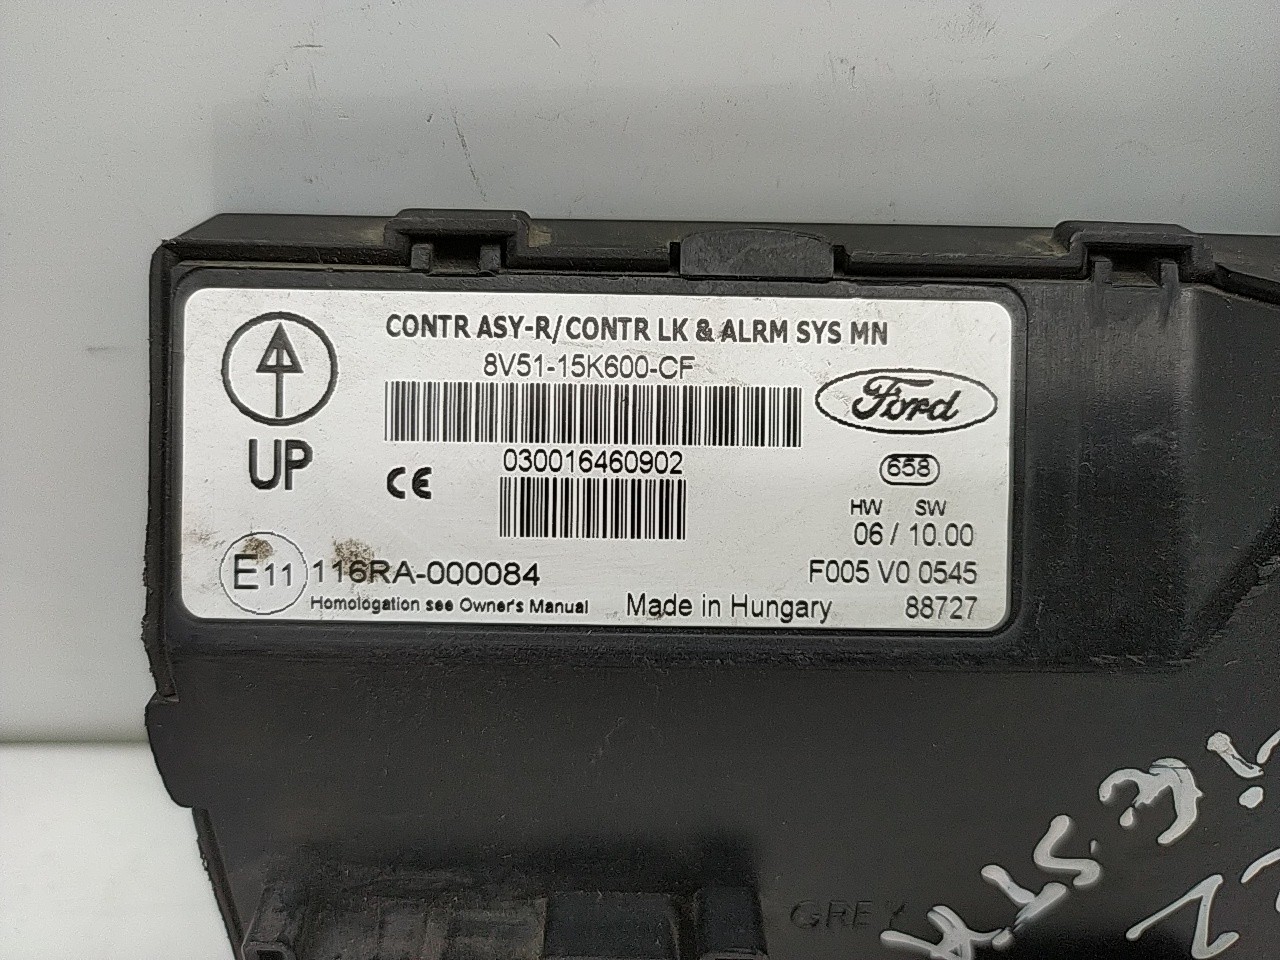 CONTR ASY-R/CONTR LK & ALRM SYS MN
8V51-15K600-CF
Ford
UP
030016460902
CE
658
HW SW
06 / 10.00
E11 116RA-000084
F005 V0 0545
Homologation see Owner's Manual
Made in Hungary
88727
GREY